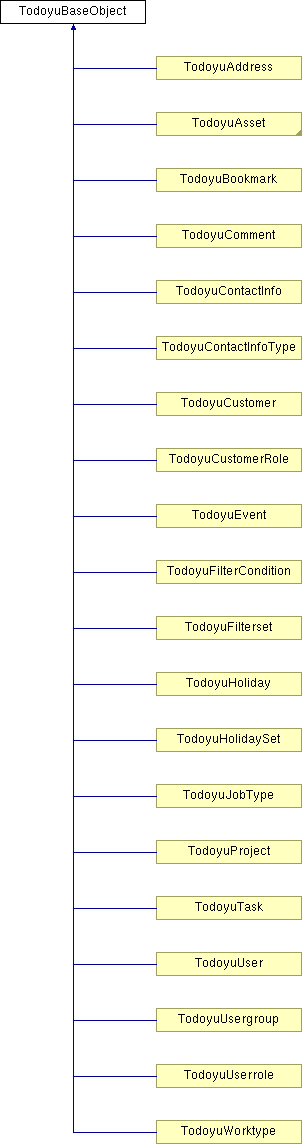 TodoyuBaseObject
TodoyuAddress
TodoyuAsset
TodoyuBookmark
TodoyuComment
TodoyuContactInfo
TodoyuContactInfoType
TodoyuCustomer
TodoyuCustomerRole
TodoyuEvent
TodoyuFilterCondition
TodoyuFilterset
TodoyuHoliday
TodoyuHolidaySet
TodoyuJobType
TodoyuProject
TodoyuTask
TodoyuUser
TodoyuUsergroup
TodoyuUserrole
TodoyuWorktype